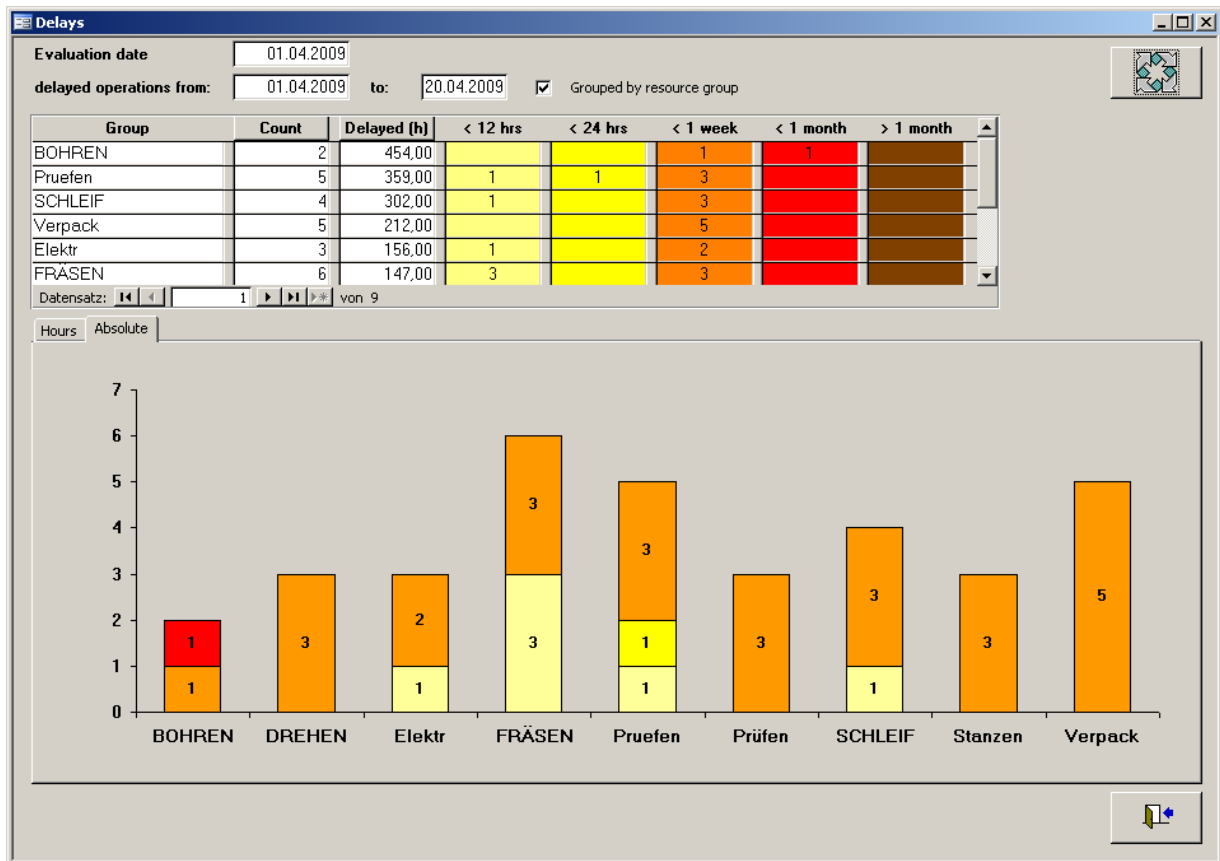 Delays
Evaluation date 01.04.2009
delayed operations from: 01.04.2009 to: 20.04.2009 Grouped by resource group
Group Count Delayed (h) < 12 hrs < 24 hrs < 1 week < 1 month > 1 month
BOHREN 2 454,00 1 1
Pruefen 5 359,00 1 1 3
SCHLEIF 4 302,00 1 3
Verpack 5 212,00 5
Elektr 3 156,00 1 2
FRÄSEN 6 147,00 3 3
Datensatz: 1 von 9
Hours Absolute
7
6
5
3
4
3
3
3 5
2 2
1 3 3 3 3
1
1 1 1 1
0
BOHREN DREHEN Elektr FRÄSEN Pruefen Prüfen SCHLEIF Stanzen Verpack